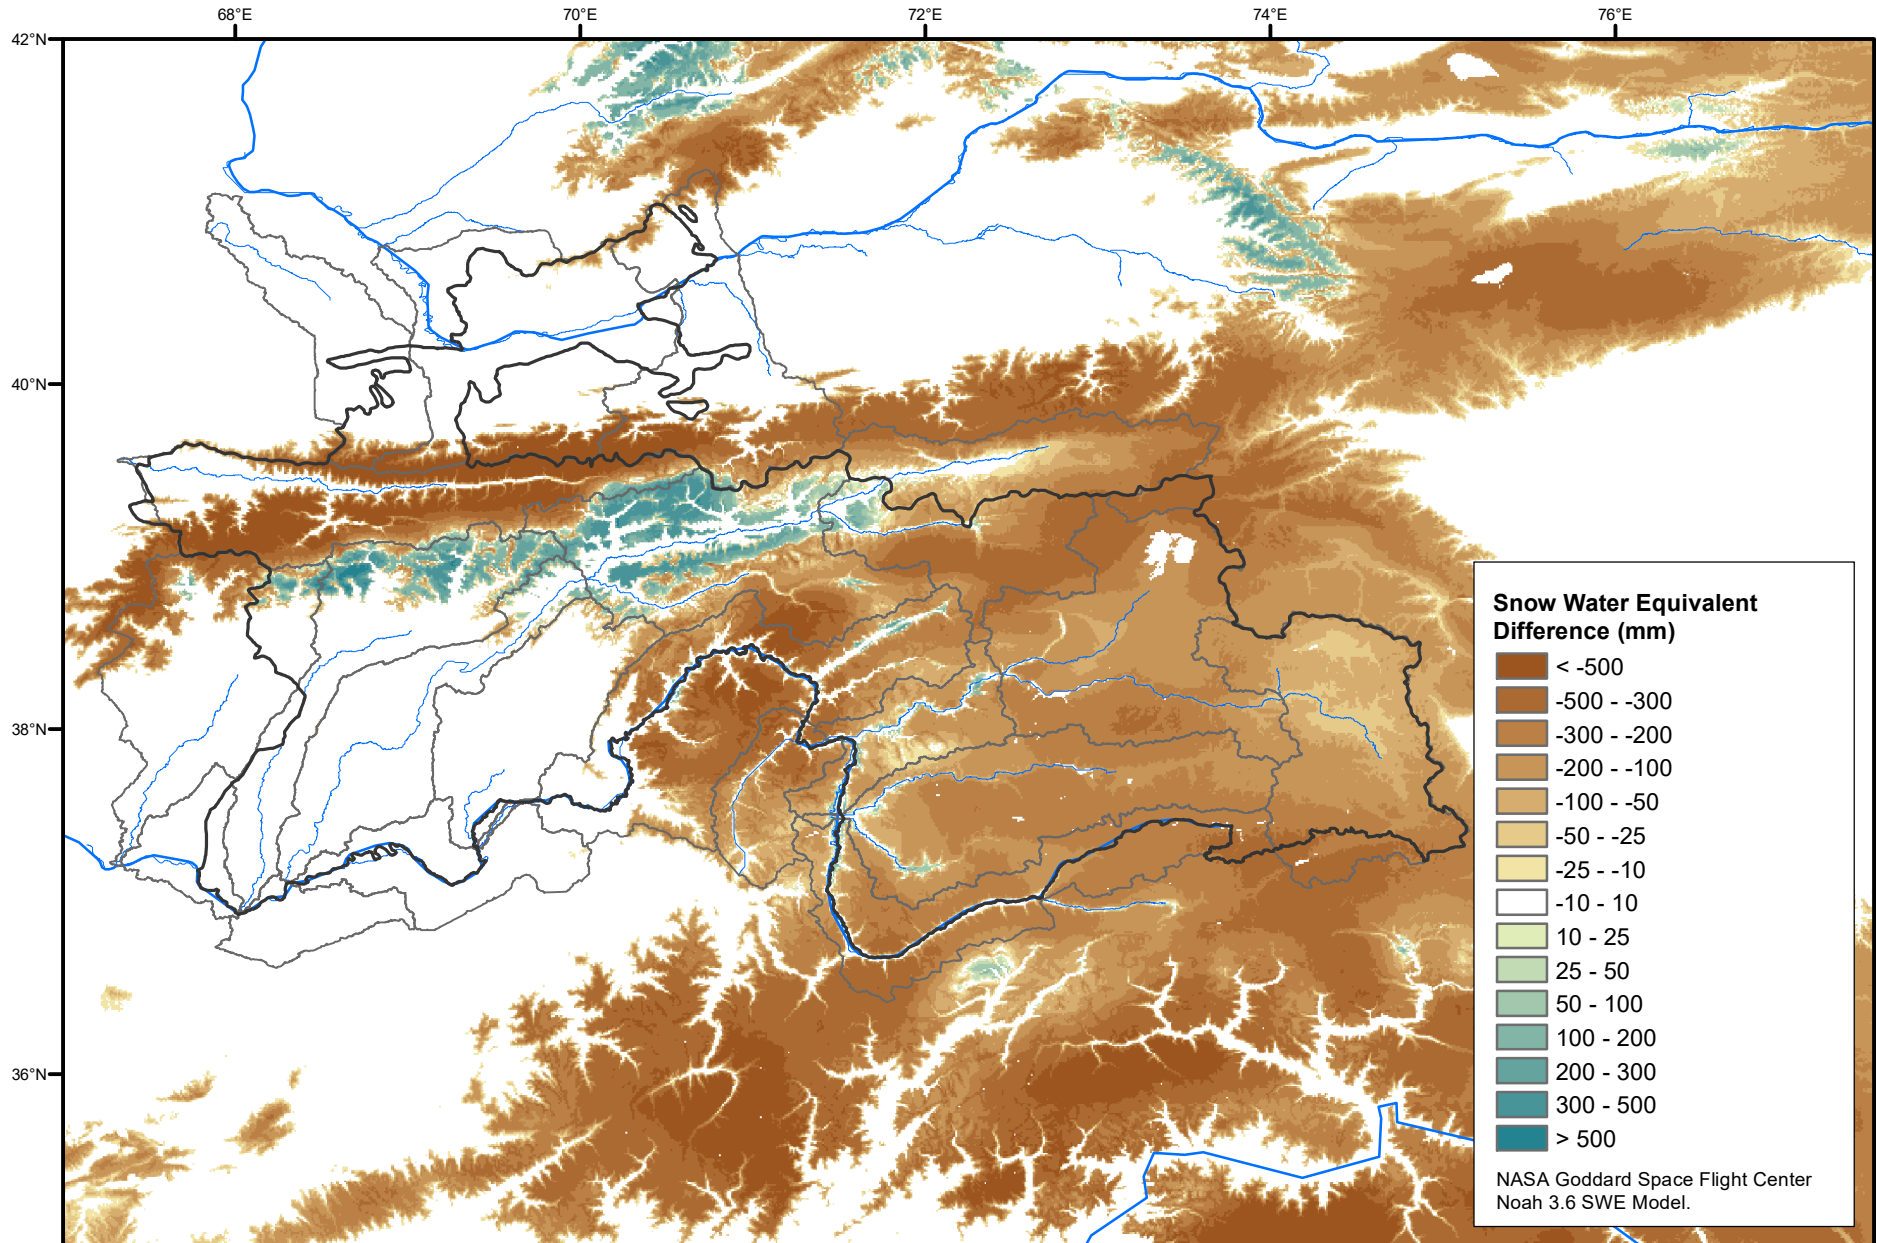 68°E 70°E 72°E 74°E 76°E
42°N
40°N
38°N
36°N
Snow Water Equivalent
Difference (mm)
< -500
-500 - -300
-300 - -200
-200 - -100
-100 - -50
-50 - -25
-25 - -10
-10 - 10
10 - 25
25 - 50
50 - 100
100 - 200
200 - 300
300 - 500
> 500
NASA Goddard Space Flight Center
Noah 3.6 SWE Model.